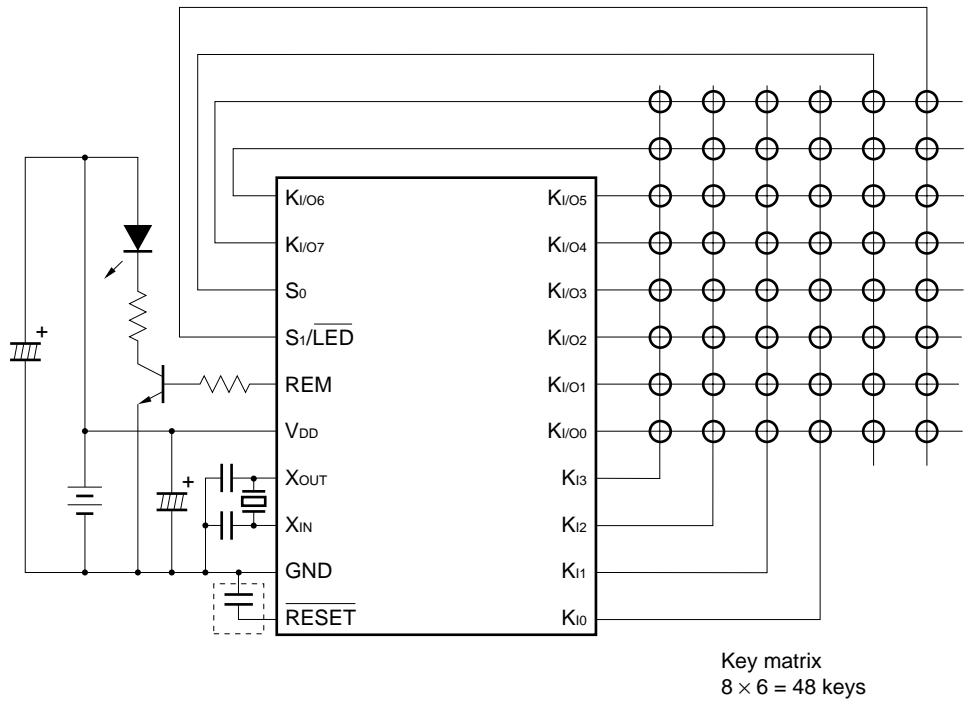 KI/O6 KI/O5
KI/O7 KI/O4
S0 KI/O3
+ S1/LED KI/O2
REM KI/O1
VDD KI/O0
+ XOUT KI3
XIN KI2
GND KI1
RESET KI0
Key matrix
8 × 6 = 48 keys